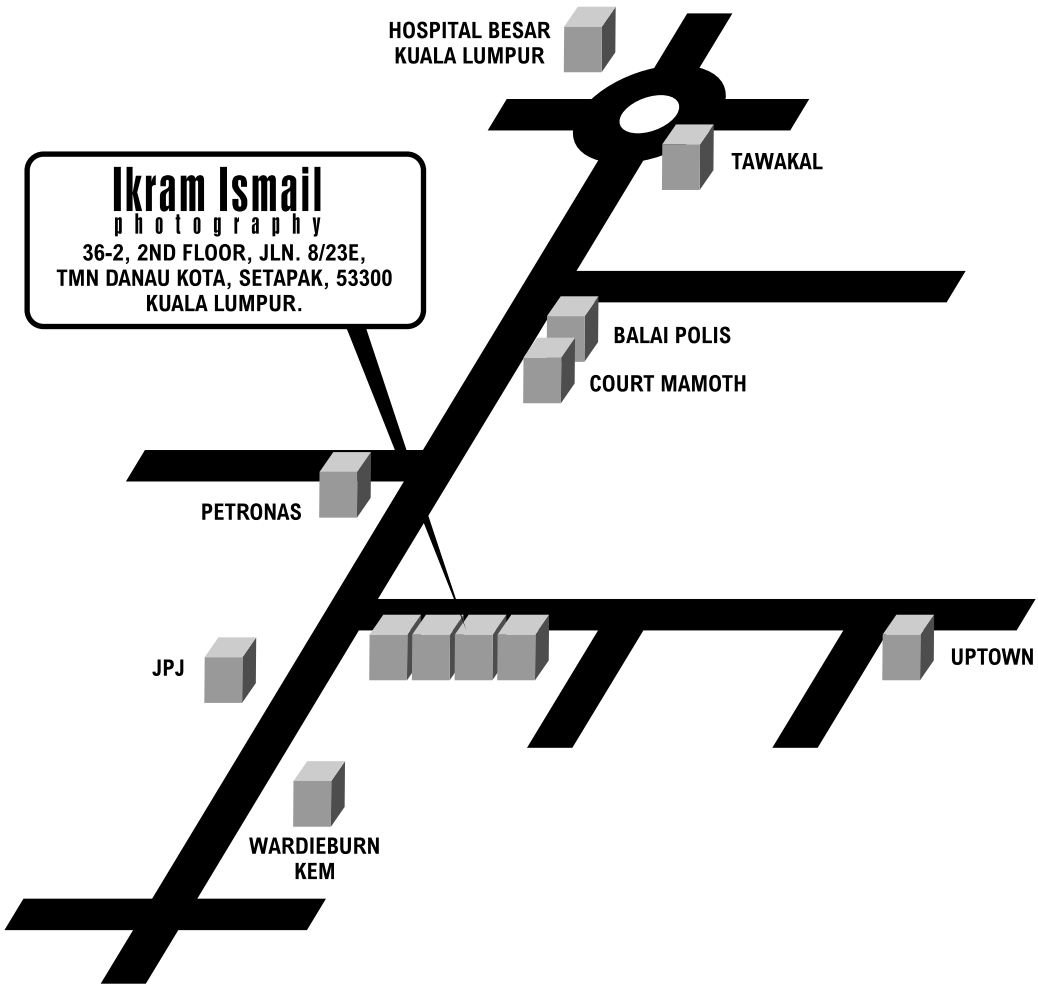 HOSPITAL BESAR
KUALA LUMPUR
TAWAKAL
Ikram Ismail
photography
36-2, 2ND FLOOR, JLN. 8/23E,
TMN DANAU KOTA, SETAPAK, 53300
KUALA LUMPUR.
BALAI POLIS
COURT MAMOTH
PETRONAS
JPJ
UPTOWN
WARDIEBURN
KEM